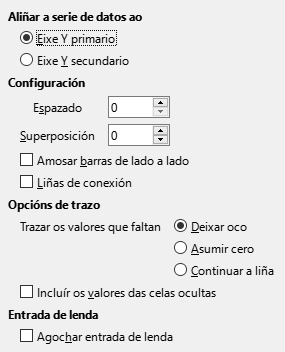 Aliñar a serie de datos ao
Eixe Y primario
Eixe Y secundario
Configuración
Espazado 0
Superposición 0
Amosar barras de lado a lado
Liñas de conexión
Opcións de trazo
Trazar os valores que faltan Deixar oco
Asumir cero
Continuar a liña
Incluír os valores das celas ocultas
Entrada de lenda
Agochar entrada de lenda